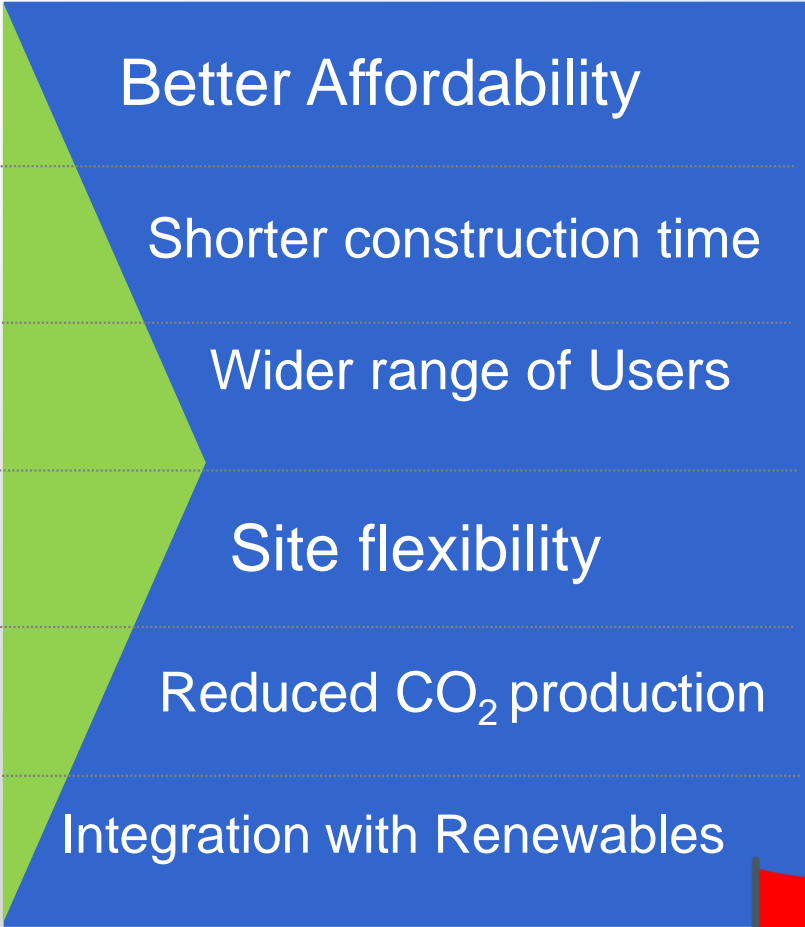 Better Affordability
Shorter construction time
Wider range of Users
Site flexibility
Reduced CO₂ production
Integration with Renewables